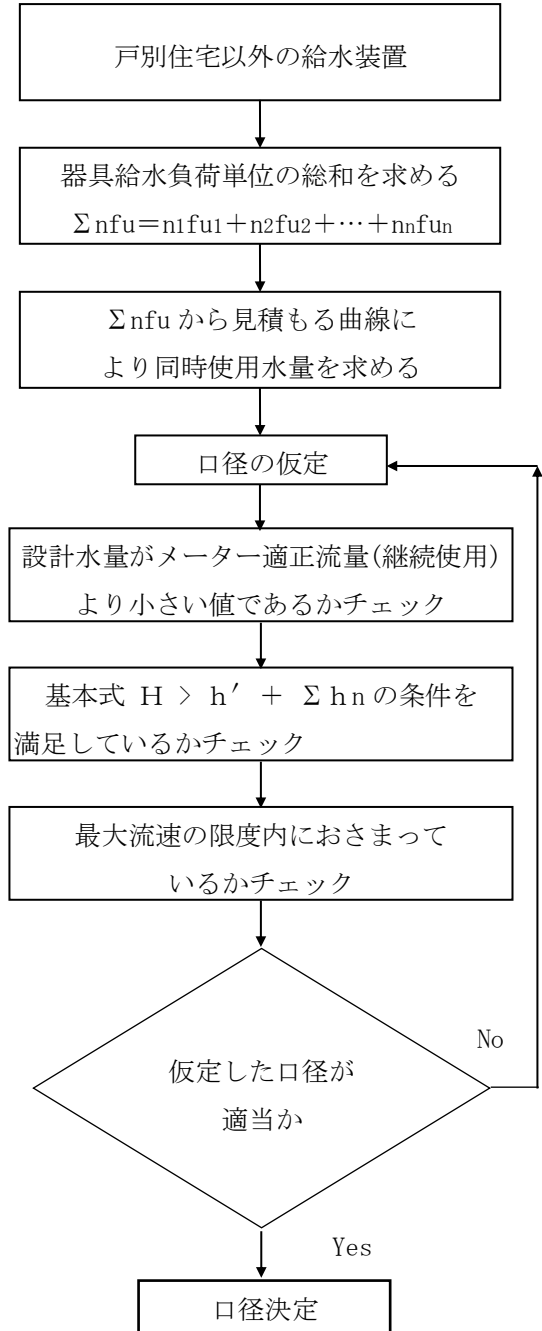 戸別住宅以外の給水装置
器具給水負荷単位の総和を求める
Σnfu＝n1fu1＋n2fu2＋…＋nnfun
Σnfuから見積もる曲線に
より同時使用水量を求める
口径の仮定
設計水量がメーター適正流量(継続使用)
より小さい値であるかチェック
基本式 H > h′ + Σhnの条件を
満足しているかチェック
最大流速の限度内におさまって
いるかチェック
No
仮定した口径が
適当か
Yes
口径決定